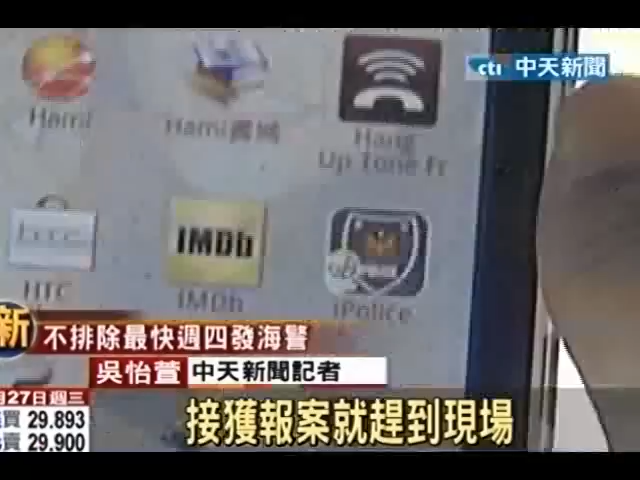 cti 中天新聞
Hami
Hami書城
Hang
Up Tone Fr
HTC
IMDb
IMDb
iPolice
新
不排除最快週四發海警
吳怡萱 中天新聞記者
月27日週三
買 29.893
賣 29.900
接獲報案就趕到現場